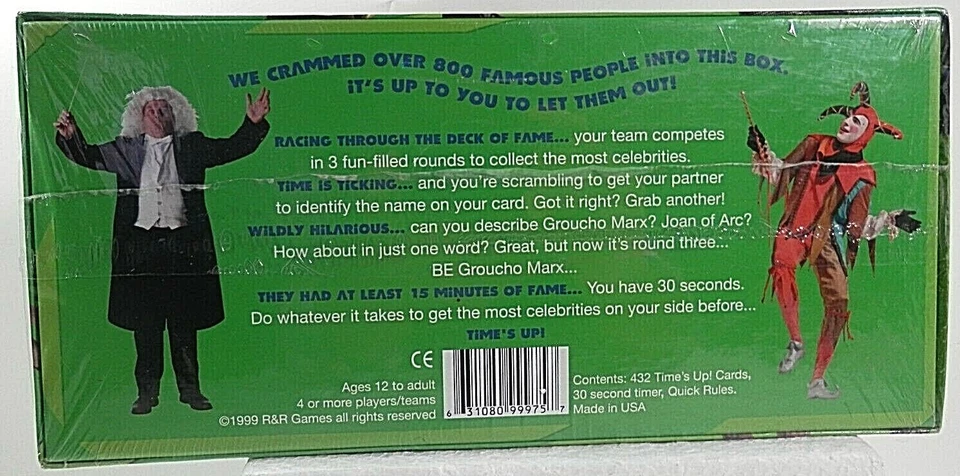 WE CRAMMED OVER 800 FAMOUS PEOPLE INTO THIS BOX.
IT'S UP TO YOU TO LET THEM OUT!
RACING THROUGH THE DECK OF FAME... your team competes
in 3 fun-filled rounds to collect the most celebrities.
TIME IS TICKING... and you're scrambling to get your partner
to identify the name on your card. Got it right? Grab another!
WILDLY HILARIOUS... can you describe Groucho Marx? Joan of Arc?
How about in just one word? Great, but now it's round three...
BE Groucho Marx...
THEY HAD AT LEAST 15 MINUTES OF FAME... You have 30 seconds.
Do whatever it takes to get the most celebrities on your side before...
TIME'S UP!
CE
Ages 12 to adult
4 or more players/teams
©1999 R&R Games all rights reserved
6 31080 99975 7
Contents: 432 Time's Up! Cards,
30 second timer, Quick Rules.
Made in USA